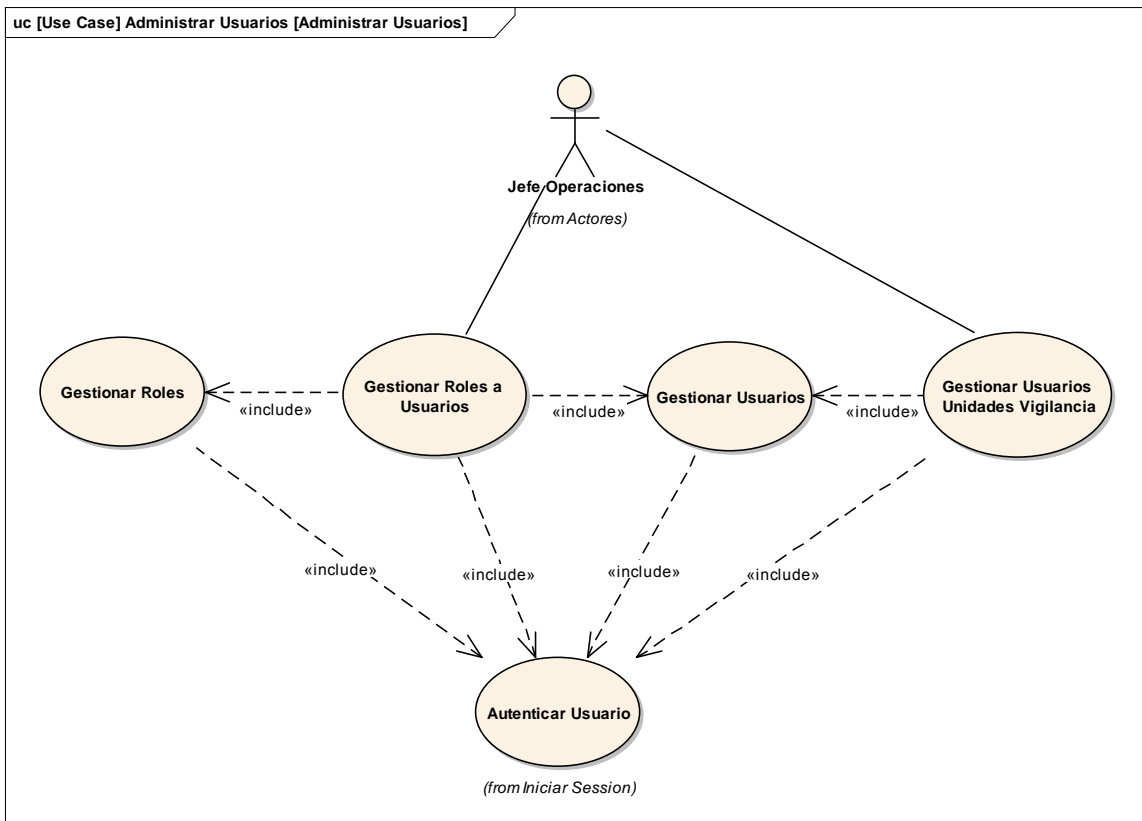 uc [Use Case] Administrar Usuarios [Administrar Usuarios]
Jefe Operaciones
(from Actores)
Gestionar Roles
Gestionar Roles a
Usuarios
Gestionar Usuarios
Gestionar Usuarios
Unidades Vigilancia
«include»
«include»
«include»
«include»
«include»
«include»
«include»
Autenticar Usuario
(from Iniciar Session)